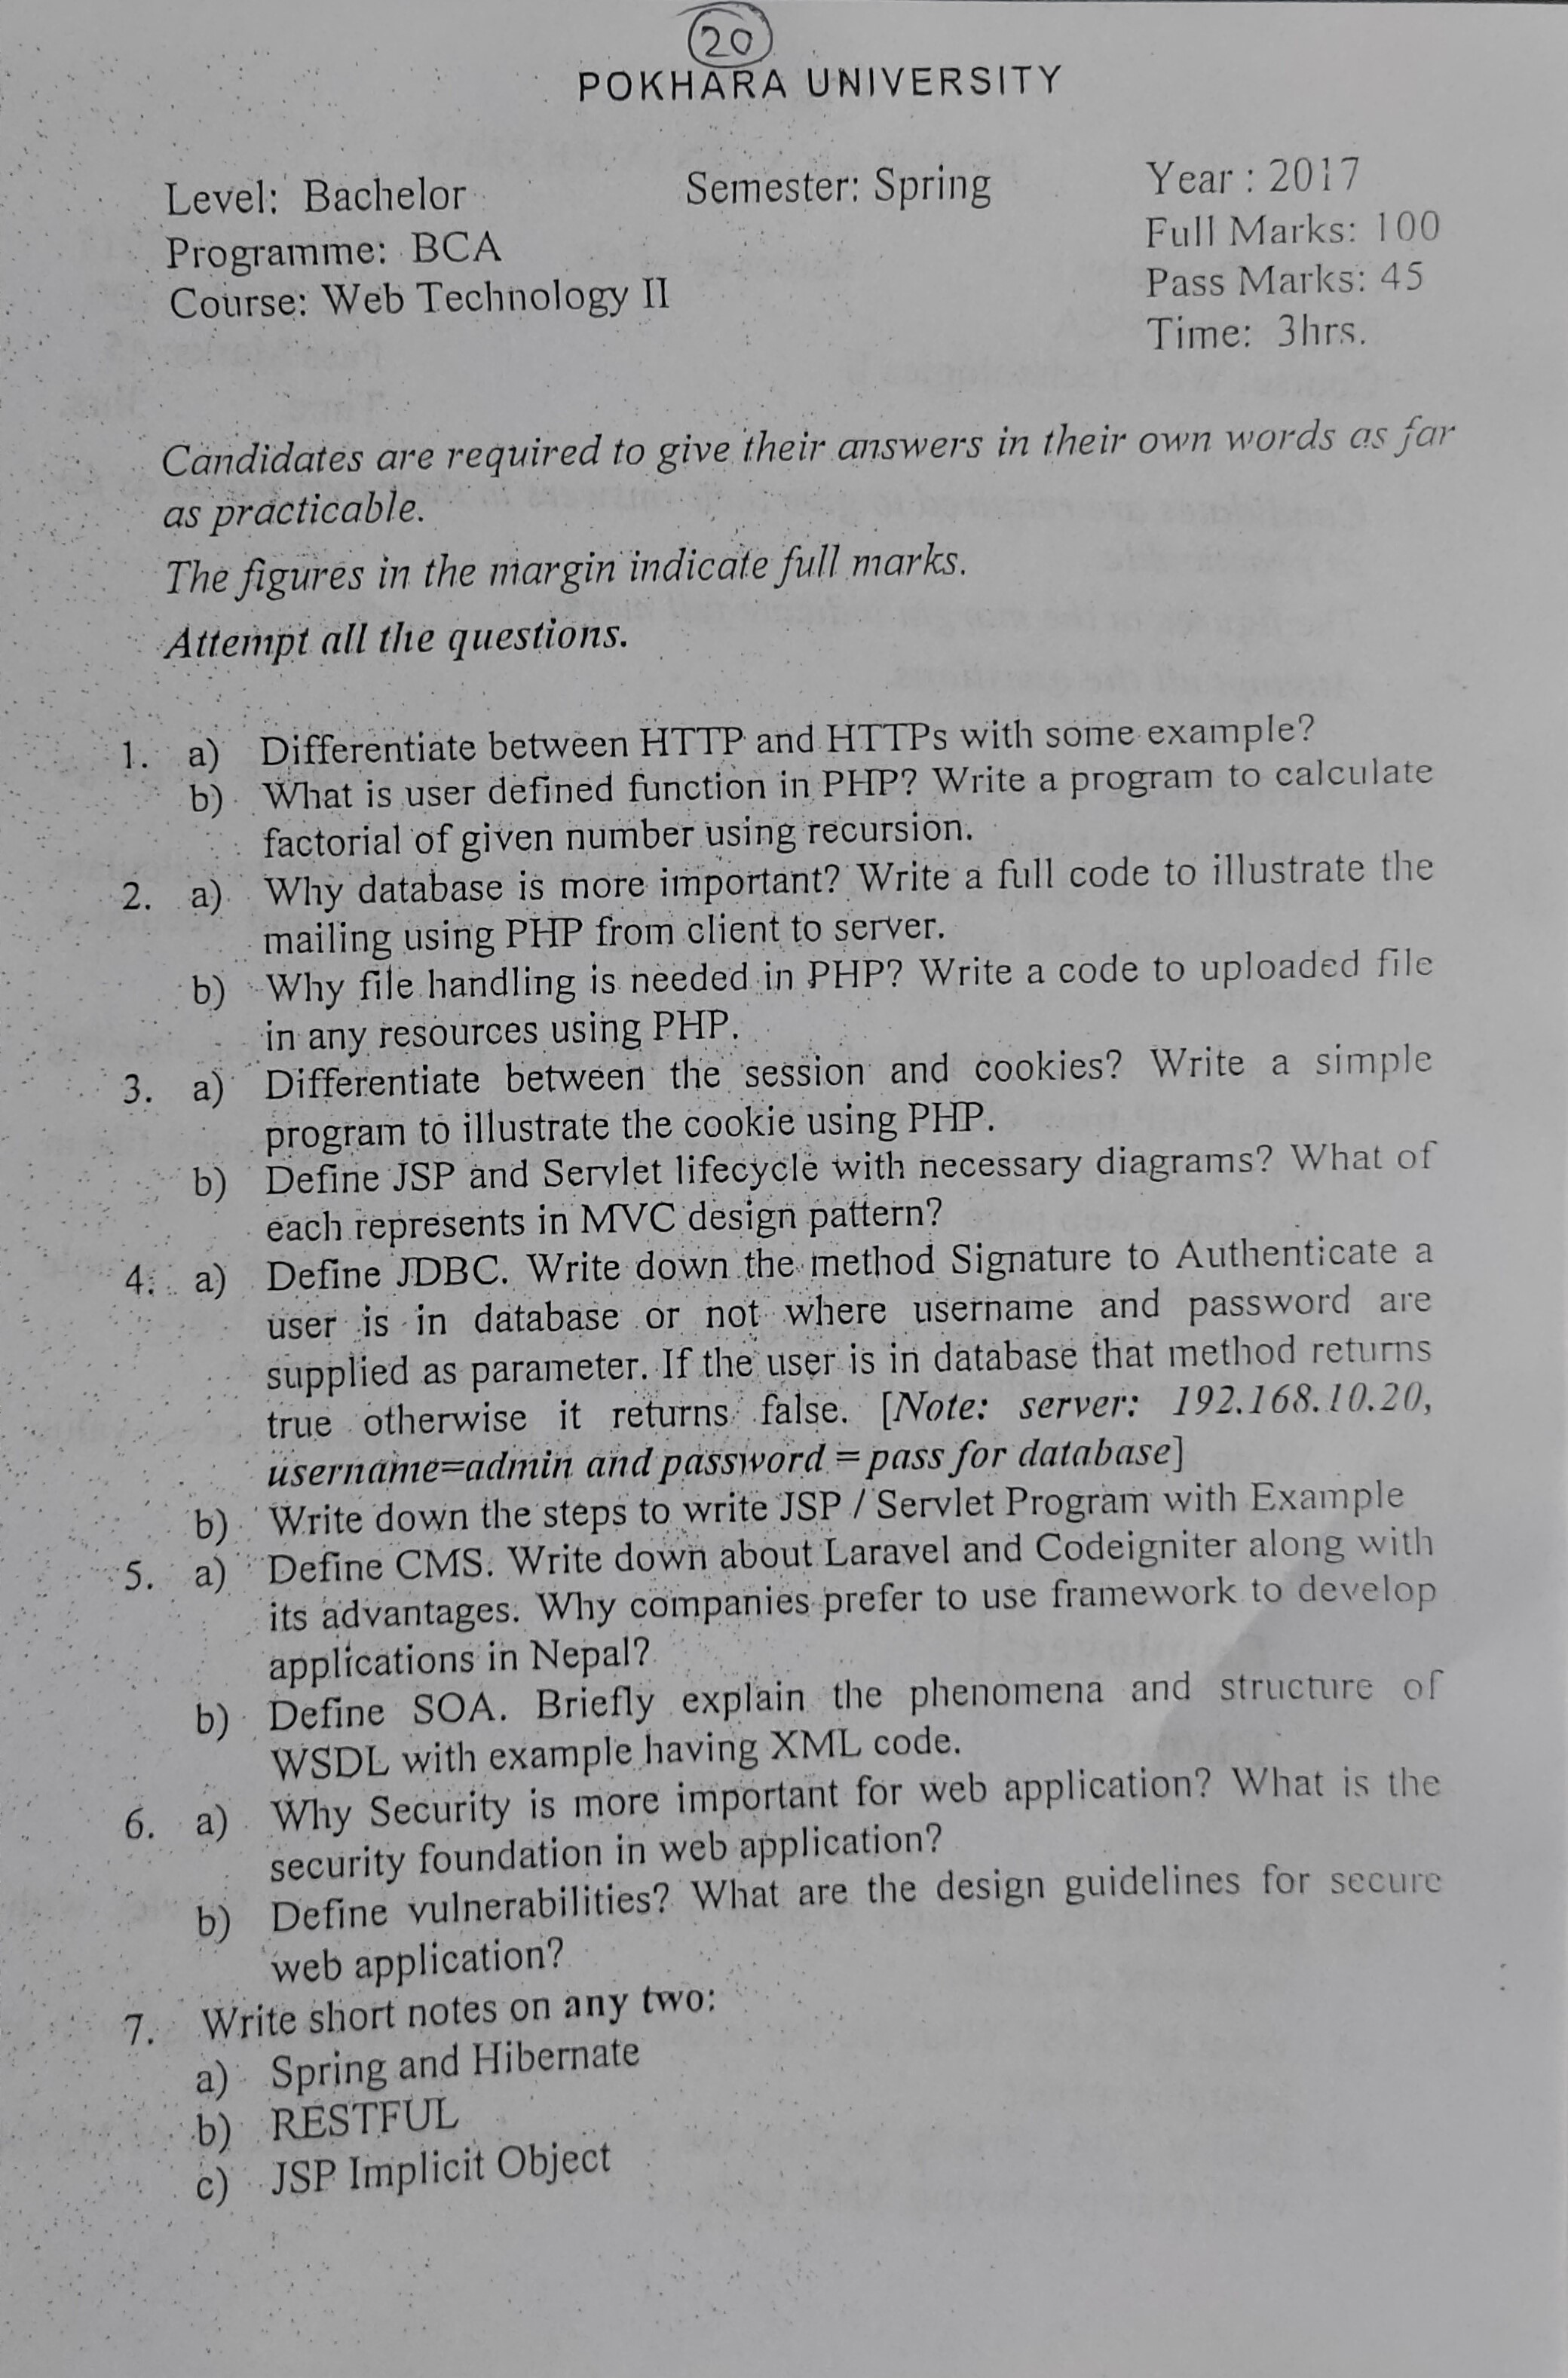 20
POKHARA UNIVERSITY
Level: Bachelor Semester: Spring Year : 2017
Programme: BCA Full Marks: 100
Course: Web Technology II Pass Marks: 45
Time: 3hrs.
Candidates are required to give their answers in their own words as far
as practicable.
The figures in the margin indicate full marks.
Attempt all the questions.
1. a) Differentiate between HTTP and HTTPs with some example?
b) What is user defined function in PHP? Write a program to calculate
factorial of given number using recursion.
2. a) Why database is more important? Write a full code to illustrate the
mailing using PHP from client to server.
b) Why file handling is needed in PHP? Write a code to uploaded file
in any resources using PHP.
3. a) Differentiate between the session and cookies? Write a simple
program to illustrate the cookie using PHP.
b) Define JSP and Servlet lifecycle with necessary diagrams? What of
each represents in MVC design pattern?
4. a) Define JDBC. Write down the method Signature to Authenticate a
user is in database or not where username and password are
supplied as parameter. If the user is in database that method returns
true otherwise it returns false. [Note: server: 192.168.10.20,
username=admin and password = pass for database]
b) Write down the steps to write JSP / Servlet Program with Example
5. a) Define CMS. Write down about Laravel and Codeigniter along with
its advantages. Why companies prefer to use framework to develop
applications in Nepal?
b) Define SOA. Briefly explain the phenomena and structure of
WSDL with example having XML code.
6. a) Why Security is more important for web application? What is the
security foundation in web application?
b) Define vulnerabilities? What are the design guidelines for secure
web application?
7. Write short notes on any two:
a) Spring and Hibernate
b) RESTFUL
c) JSP Implicit Object